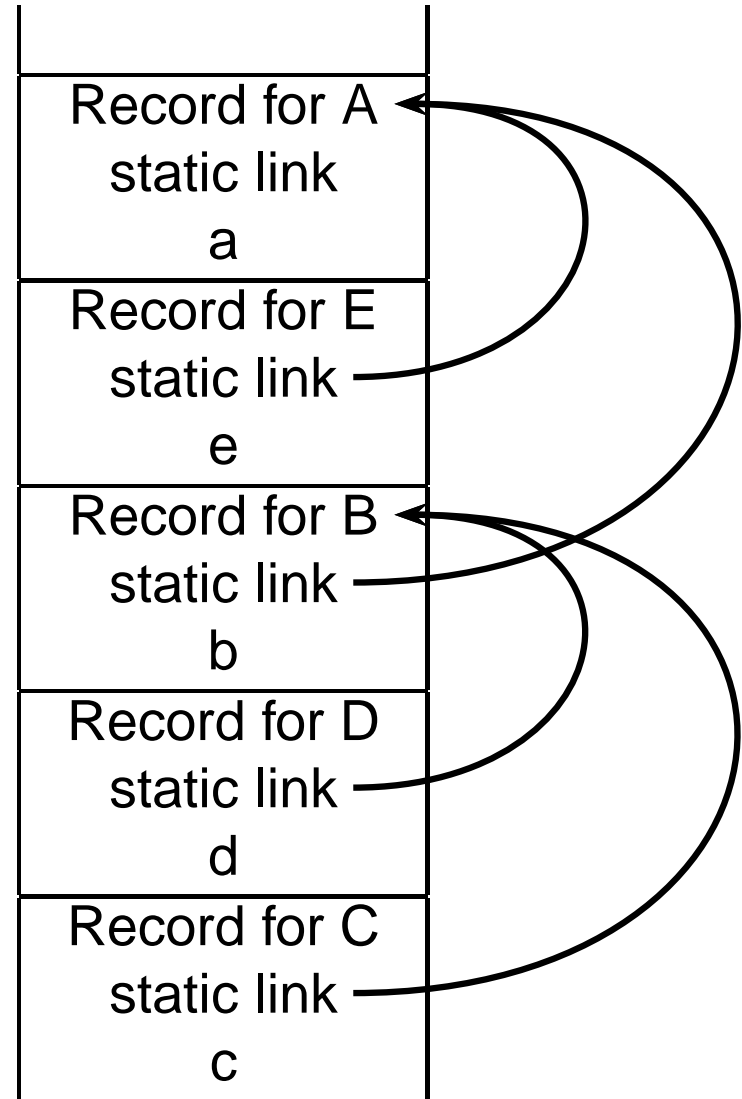 Record for A
static link
a
Record for E
static link
e
Record for B
static link
b
Record for D
static link
d
Record for C
static link
c